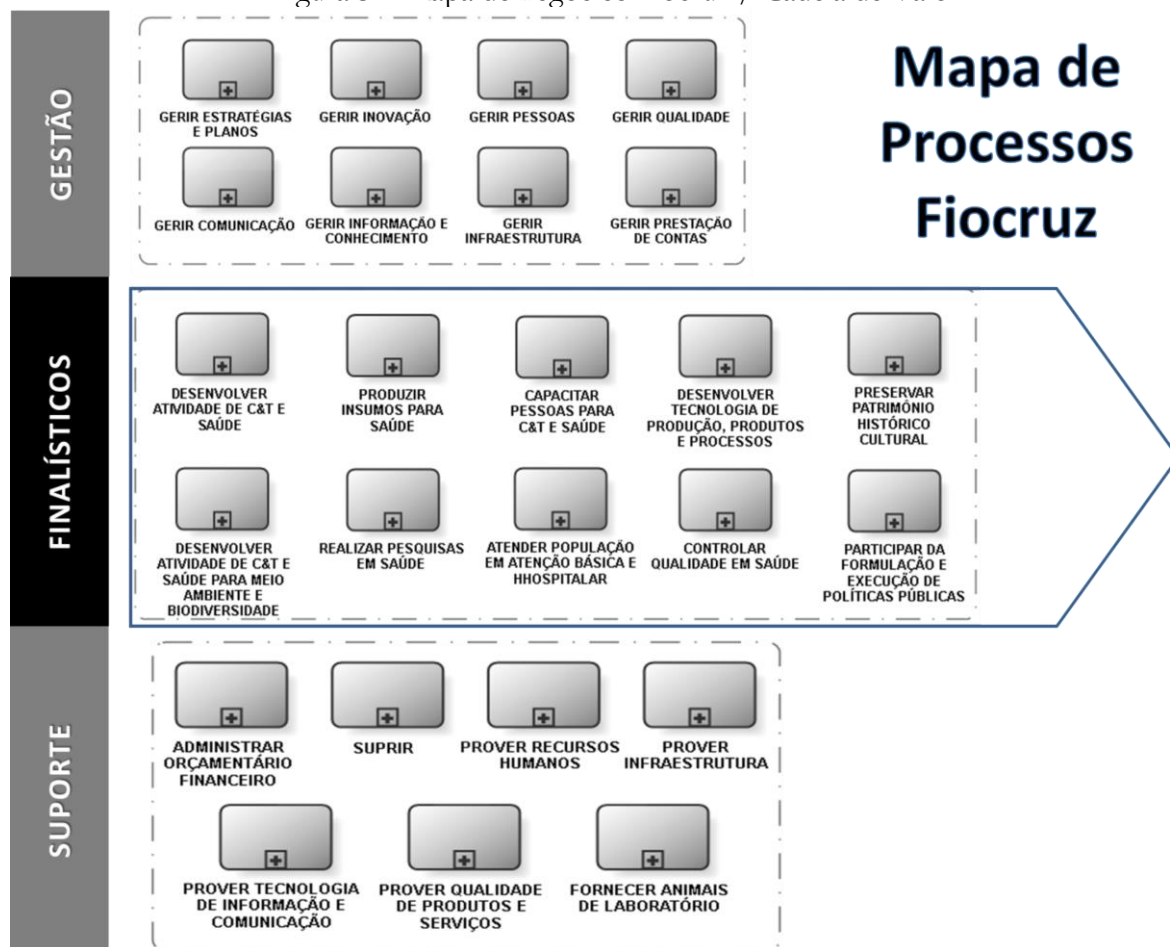 GESTÃO
GERIR ESTRATÉGIAS
E PLANOS
GERIR INOVAÇÃO
GERIR PESSOAS
GERIR QUALIDADE
GERIR COMUNICAÇÃO
GERIR INFORMAÇÃO E
CONHECIMENTO
GERIR
INFRAESTRUTURA
GERIR PRESTAÇÃO
DE CONTAS
Mapa de
Processos
Fiocruz
FINALÍSTICOS
DESENVOLVER
ATIVIDADE DE C&T E
SAÚDE
PRODUZIR
INSUMOS PARA
SAÚDE
CAPACITAR
PESSOAS PARA
C&T E SAÚDE
DESENVOLVER
TECNOLOGIA DE
PRODUÇÃO, PRODUTOS
E PROCESSOS
PRESERVAR
PATRIMÔNIO
HISTÓRICO
CULTURAL
DESENVOLVER
ATIVIDADE DE C&T E
SAÚDE PARA MEIO
AMBIENTE E
BIODIVERSIDADE
REALIZAR PESQUISAS
EM SAÚDE
ATENDER POPULAÇÃO
EM ATENÇÃO BÁSICA E
HHOSPITALAR
CONTROLAR
QUALIDADE EM SAÚDE
PARTICIPAR DA
FORMULAÇÃO E
EXECUÇÃO DE
POLÍTICAS PÚBLICAS
SUPORTE
ADMINISTRAR
ORÇAMENTÁRIO
FINANCEIRO
SUPRIR
PROVER RECURSOS
HUMANOS
PROVER
INFRAESTRUTURA
PROVER TECNOLOGIA
DE INFORMAÇÃO E
COMUNICAÇÃO
PROVER QUALIDADE
DE PRODUTOS E
SERVIÇOS
FORNECER ANIMAIS
DE LABORATÓRIO